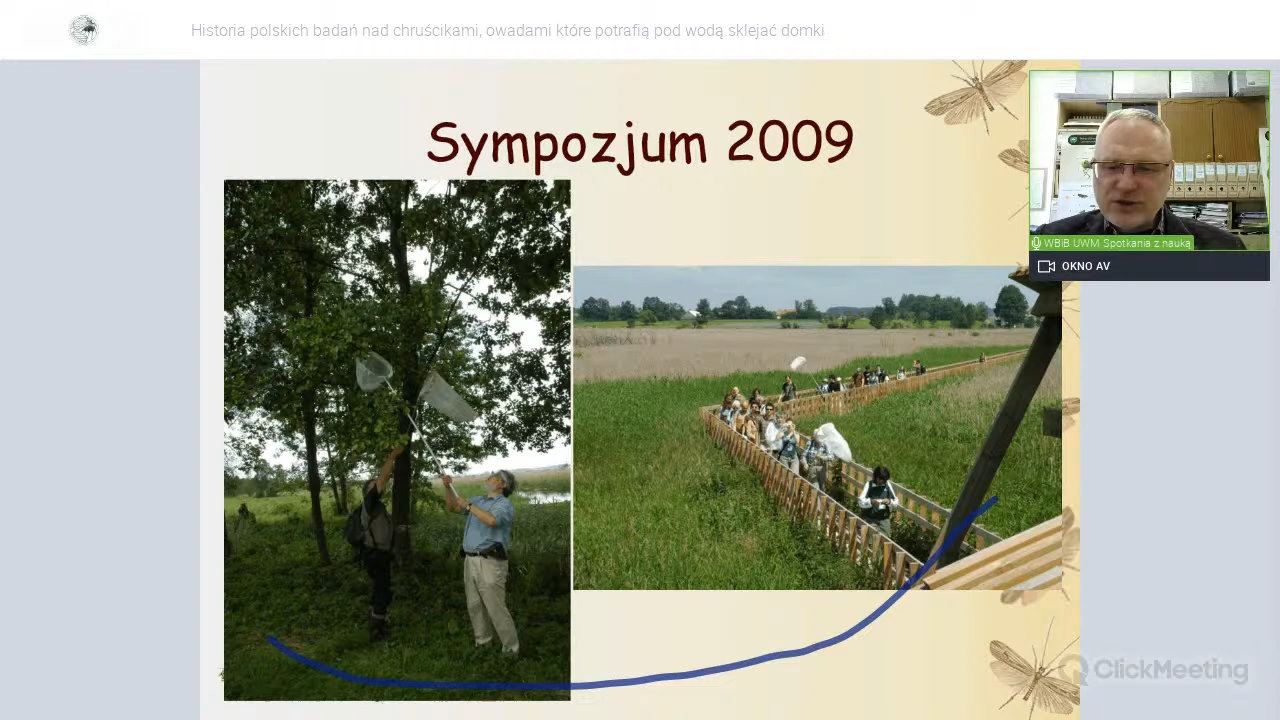 Historia polskich badań nad chruścikami, owadami które potrafią pod wodą sklejać domki
Sympozjum 2009
WBiB UWM Spotkania z nauką
OKNO AV
ClickMeeting